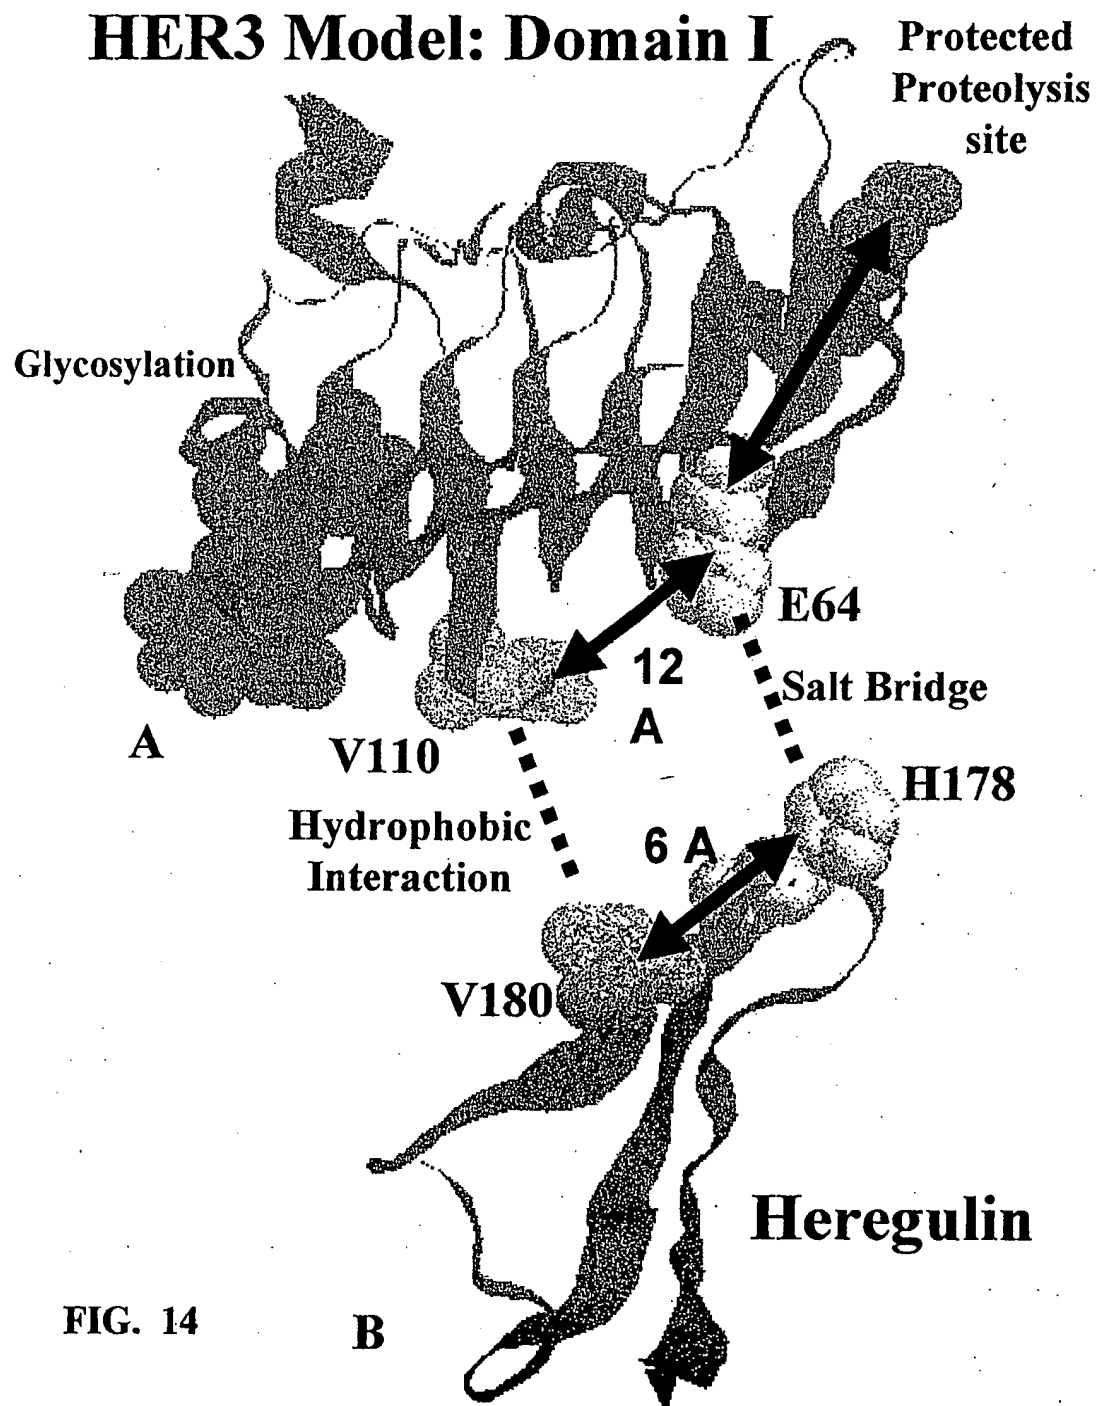 HER3 Model: Domain I
Protected
Proteolysis
site
Glycosylation
E64
12
A
Salt Bridge
A
V110
H178
Hydrophobic
Interaction
6 A
V180
Heregulin
FIG. 14
B